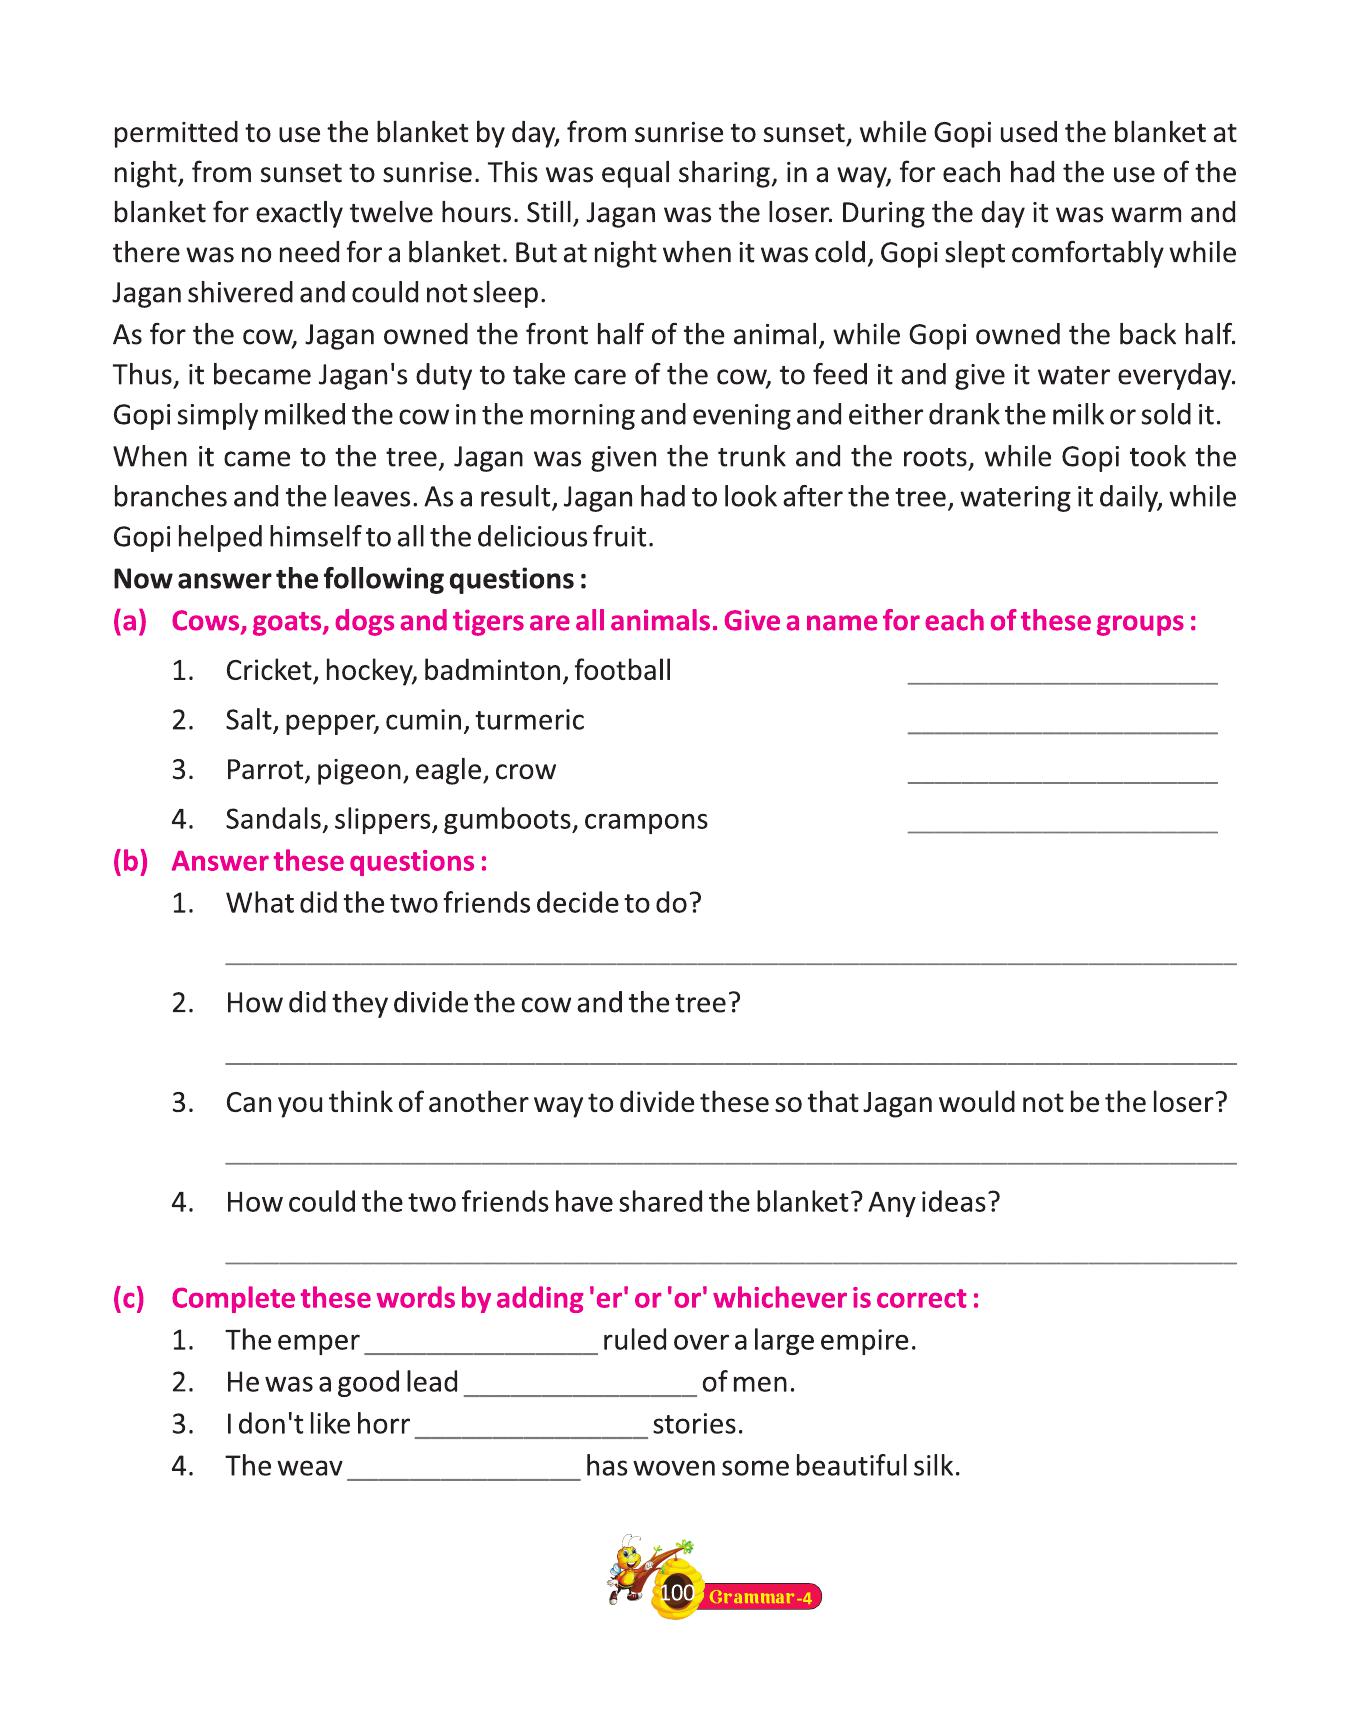 permitted to use the blanket by day, from sunrise to sunset, while Gopi used the blanket at
night, from sunset to sunrise. This was equal sharing, in a way, for each had the use of the
blanket for exactly twelve hours. Still, Jagan was the loser. During the day it was warm and
there was no need for a blanket. But at night when it was cold, Gopi slept comfortably while
Jagan shivered and could not sleep.
As for the cow, Jagan owned the front half of the animal, while Gopi owned the back half.
Thus, it became Jagan's duty to take care of the cow, to feed it and give it water everyday.
Gopi simply milked the cow in the morning and evening and either drank the milk or sold it.
When it came to the tree, Jagan was given the trunk and the roots, while Gopi took the
branches and the leaves. As a result, Jagan had to look after the tree, watering it daily, while
Gopi helped himself to all the delicious fruit.
Now answer the following questions :
(a) Cows, goats, dogs and tigers are all animals. Give a name for each of these groups :
1. Cricket, hockey, badminton, football ____________________
2. Salt, pepper, cumin, turmeric ____________________
3. Parrot, pigeon, eagle, crow ____________________
4. Sandals, slippers, gumboots, crampons ____________________
(b) Answer these questions :
1. What did the two friends decide to do?
2. How did they divide the cow and the tree?
3. Can you think of another way to divide these so that Jagan would not be the loser?
4. How could the two friends have shared the blanket? Any ideas?
(c) Complete these words by adding 'er' or 'or' whichever is correct :
1. The emper _______________ ruled over a large empire.
2. He was a good lead _______________ of men.
3. I don't like horr _______________ stories.
4. The weav _______________ has woven some beautiful silk.
100 Grammar-4